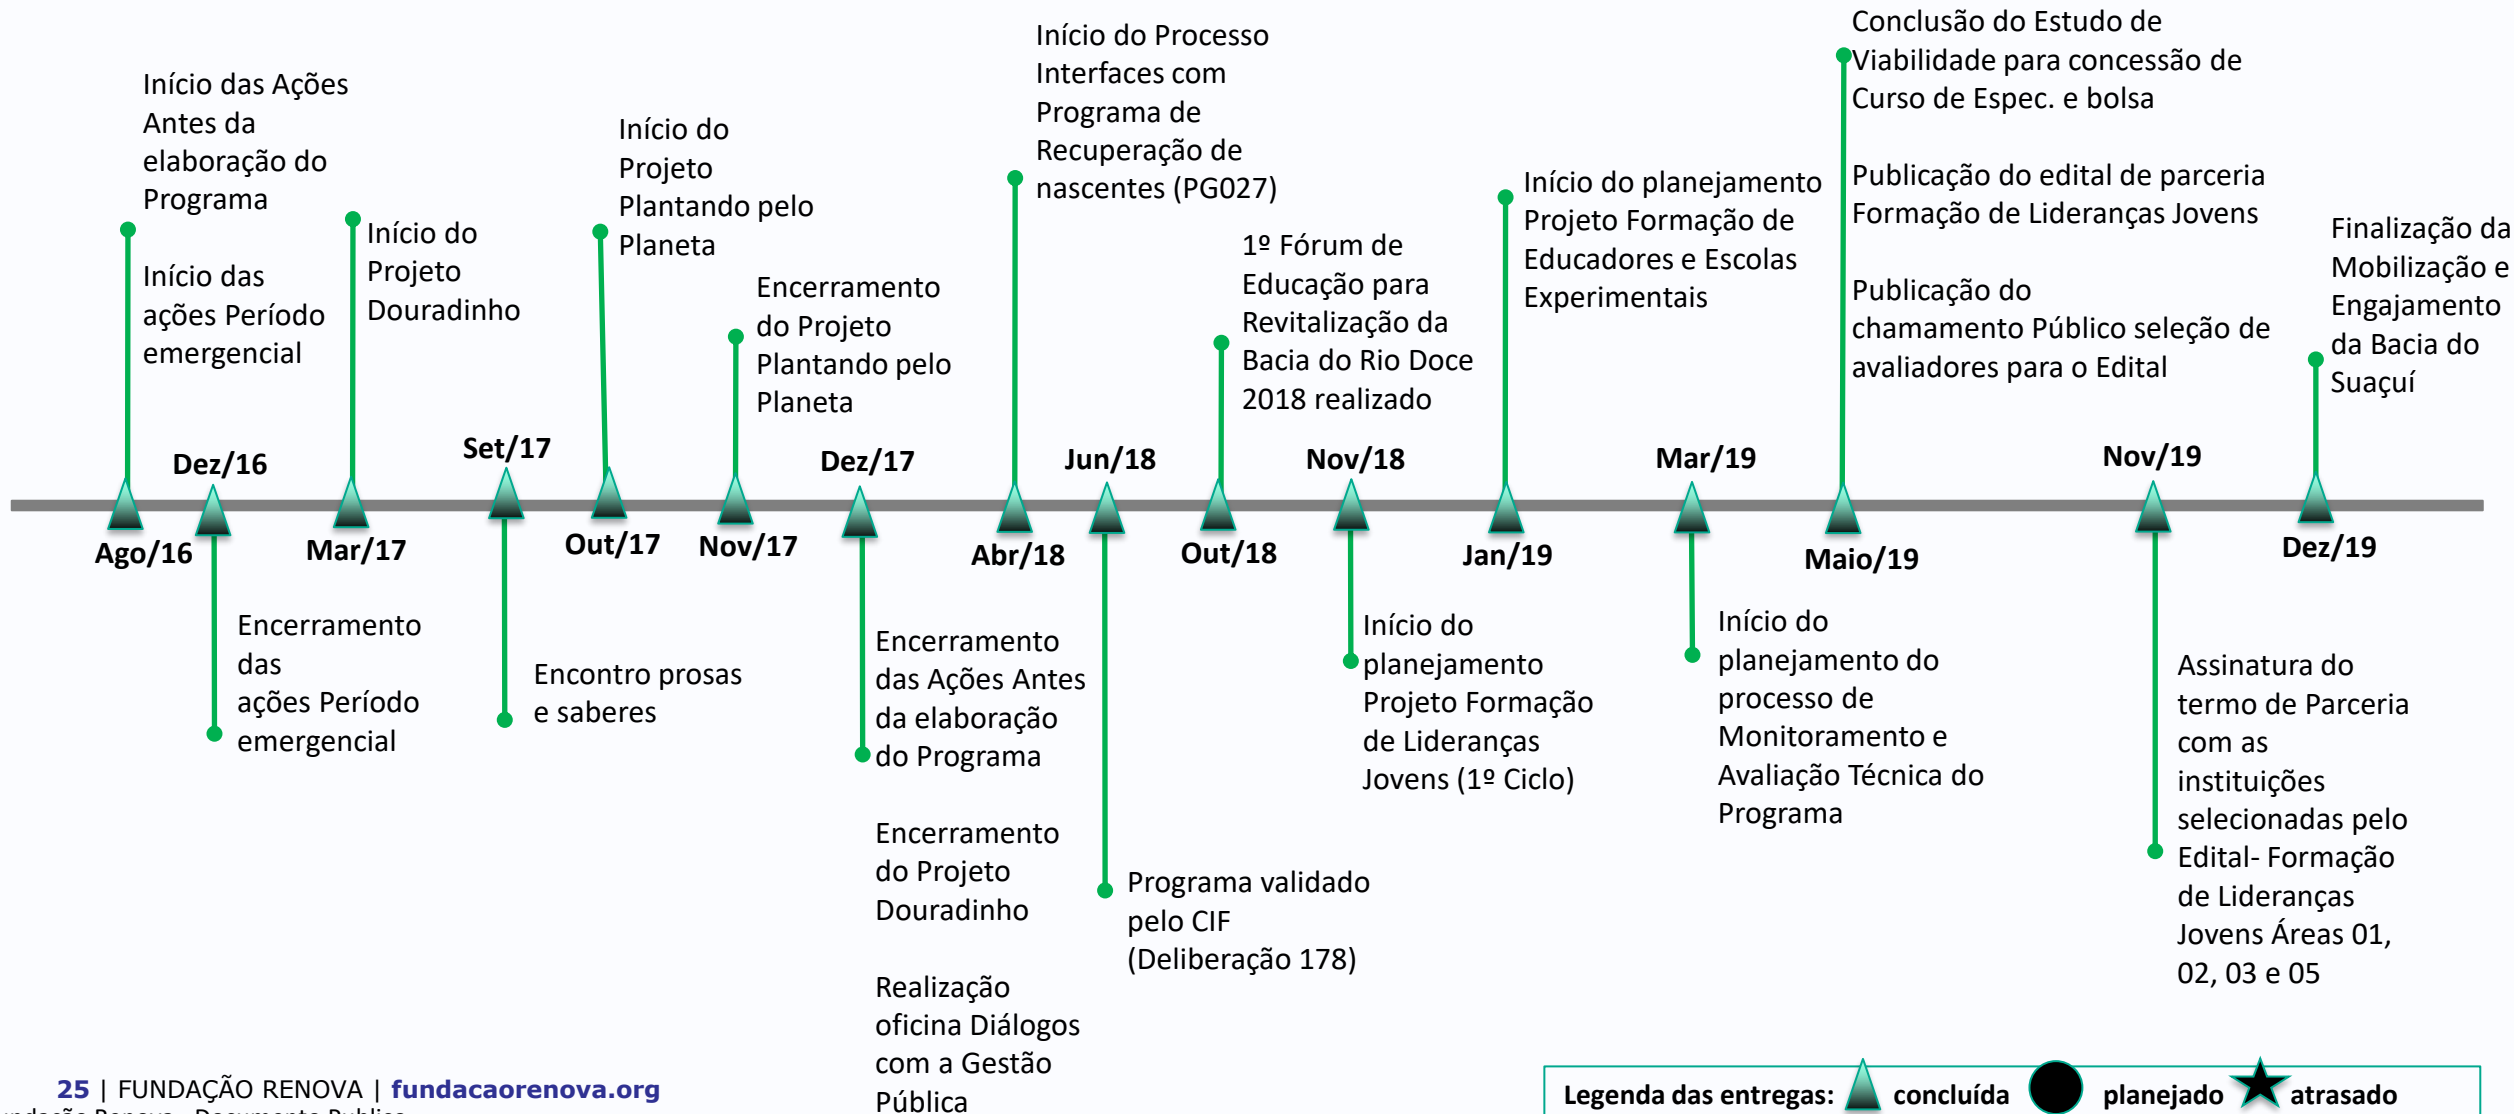 Início das Ações
Antes da
elaboração do
Programa
Início das
ações Período
emergencial
Ago/16
Dez/16
Encerramento
das
ações Período
emergencial
Início do
Projeto
Douradinho
Mar/17
Set/17
Encontro prosas
e saberes
Início do
Projeto
Plantando pelo
Planeta
Out/17
Encerramento
do Projeto
Plantando pelo
Planeta
Nov/17
Dez/17
Encerramento
das Ações Antes
da elaboração
do Programa
Encerramento
do Projeto
Douradinho
Realização
oficina Diálogos
com a Gestão
Pública
Início do Processo
Interfaces com
Programa de
Recuperação de
nascentes (PG027)
Abr/18
Jun/18
Programa validado
pelo CIF
(Deliberação 178)
1º Fórum de
Educação para
Revitalização da
Bacia do Rio Doce
2018 realizado
Out/18
Nov/18
Início do
planejamento
Projeto Formação
de Lideranças
Jovens (1º Ciclo)
Início do planejamento
Projeto Formação de
Educadores e Escolas
Experimentais
Jan/19
Mar/19
Início do
planejamento do
processo de
Monitoramento e
Avaliação Técnica do
Programa
Conclusão do Estudo de
Viabilidade para concessão de
Curso de Espec. e bolsa
Publicação do edital de parceria
Formação de Lideranças Jovens
Publicação do
chamamento Público seleção de
avaliadores para o Edital
Maio/19
Nov/19
Assinatura do
termo de Parceria
com as
instituições
selecionadas pelo
Edital- Formação
de Lideranças
Jovens Áreas 01,
02, 03 e 05
Finalização da
Mobilização e
Engajamento
da Bacia do
Suaçuí
Dez/19
25 | FUNDAÇÃO RENOVA | fundacaorenova.org
Renova
Legenda das entregas: concluída planejado atrasado